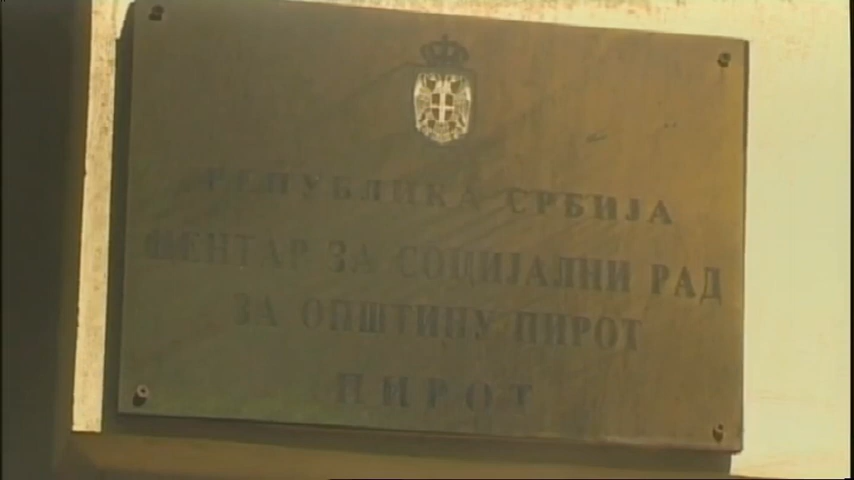 РЕПУБЛИКА СРБИЈА
ЦЕНТАР ЗА СОЦИЈАЛНИ РАД
ЗА ОПШТИНУ ПИРОТ
ПИРОТ